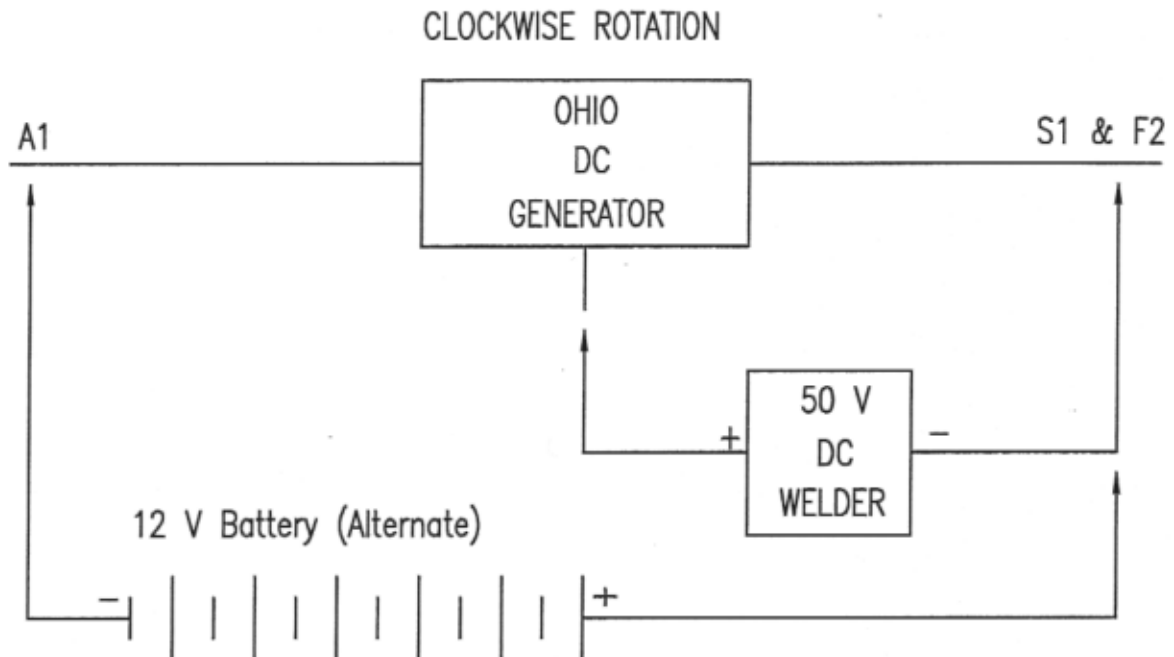 CLOCKWISE ROTATION
A1
OHIO
DC
GENERATOR
S1 & F2
+
50 V
DC
WELDER
-
12 V Battery (Alternate)
-
+